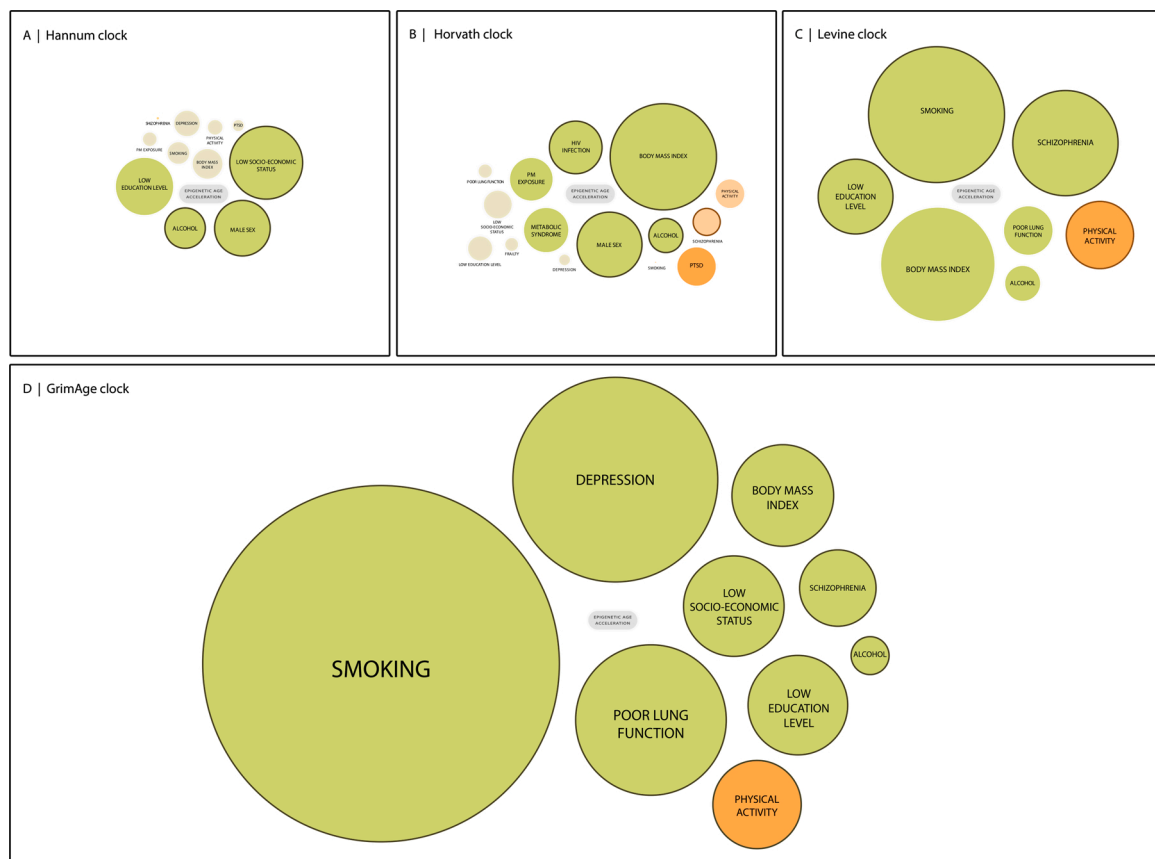 A | Hannum clock
SHIZOPHRENIA
DEPRESSION
PTSD
PHYSICAL
ACTIVITY
PM EXPOSURE
SMOKING
BODY MASS
INDEX
LOW SOCIO-ECONOMIC
STATUS
LOW
EDUCATION LEVEL
EPIGENETIC AGE
ACCELERATION
ALCOHOL
MALE SEX
B | Horvath clock
HIV
INFECTION
BODY MASS INDEX
POOR LUNG FUNCTION
PM
EXPOSURE
EPIGENETIC AGE
ACCELERATION
PHYSICAL
ACTIVITY
LOW
SOCIO-ECONOMIC
STATUS
METABOLIC
SYNDROME
MALE SEX
ALCOHOL
SCHIZOPHRENIA
FRAILTY
LOW EDUCATION LEVEL
DEPRESSION
SMOKING
PTSD
C | Levine clock
SMOKING
SCHIZOPHRENIA
LOW
EDUCATION
LEVEL
EPIGENETIC AGE
ACCELERATION
POOR LUNG
FUNCTION
PHYSICAL
ACTIVITY
BODY MASS INDEX
ALCOHOL
D | GrimAge clock
DEPRESSION
BODY MASS
INDEX
LOW
SOCIO-ECONOMIC
STATUS
SCHIZOPHRENIA
EPIGENETIC AGE
ACCELERATION
ALCOHOL
SMOKING
POOR LUNG
FUNCTION
LOW
EDUCATION
LEVEL
PHYSICAL
ACTIVITY